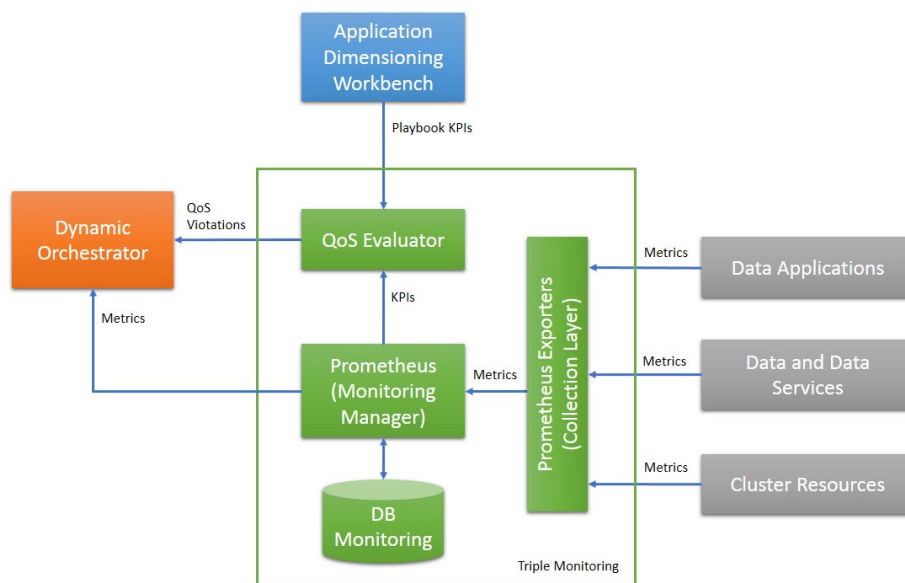 Application
Dimensioning
Workbench
Playbook KPIs
Dynamic
Orchestrator
QoS
Viotations
QoS Evaluator
Metrics
Data Applications
KPIs
Metrics
Prometheus
(Monitoring
Manager)
Metrics
Prometheus Exporters
(Collection Layer)
Metrics
Data and Data
Services
Metrics
Cluster Resources
DB
Monitoring
Triple Monitoring